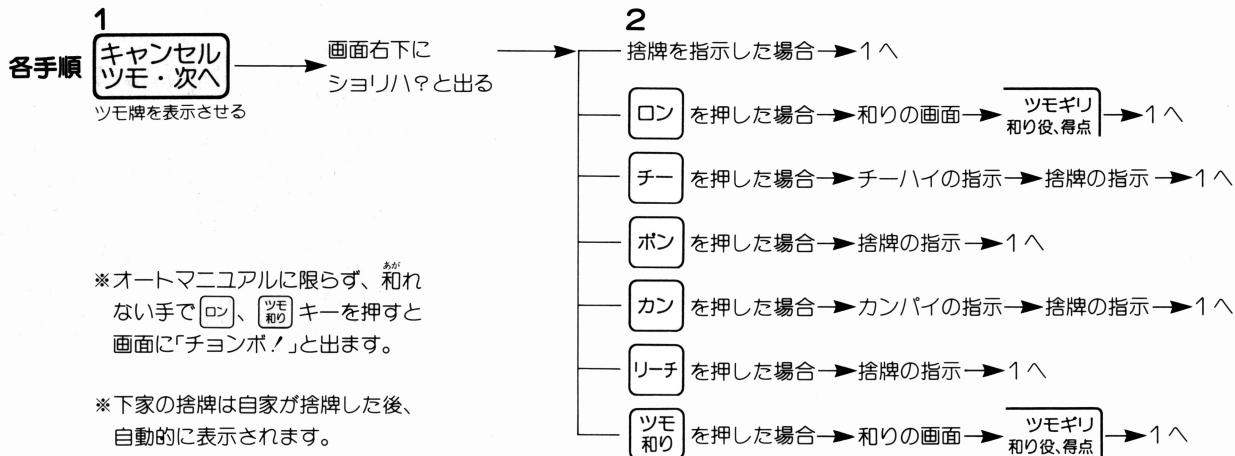 1
各手順
キャンセル
ツモ・次へ
ツモ牌を表示させる
画面右下に
ショリハ?と出る
2
捨牌を指示した場合→1へ
ロン を押した場合→和りの画面→ツモギリ 和り役、得点→1へ
チー を押した場合→チーハイの指示→捨牌の指示→1へ
ポン を押した場合→捨牌の指示→1へ
カン を押した場合→カンパイの指示→捨牌の指示→1へ
リーチ を押した場合→捨牌の指示→1へ
ツモ和り を押した場合→和りの画面→ツモギリ 和り役、得点→1へ
※オートマニュアルに限らず、和(あが)れ
ない手でロン、ツモ和りキーを押すと
画面に「チョンボ!」と出ます。
※下家の捨牌は自家が捨牌した後、
自動的に表示されます。